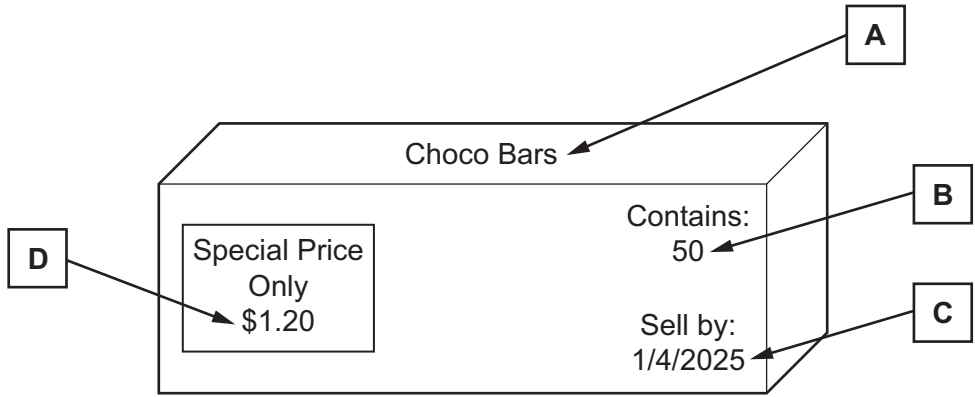 A
Choco Bars
B
Contains:
50
D
Special Price
Only
$1.20
C
Sell by:
1/4/2025